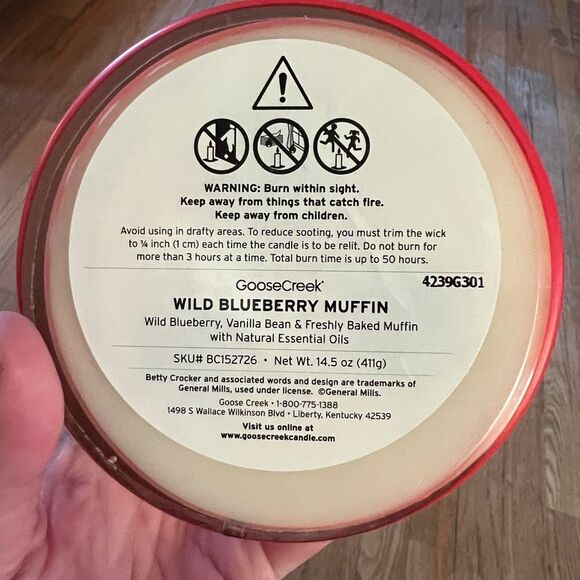 WARNING: Burn within sight.
Keep away from things that catch fire.
Keep away from children.
Avoid using in drafty areas. To reduce sooting, you must trim the wick
to ¼ inch (1 cm) each time the candle is to be relit. Do not burn for
more than 3 hours at a time. Total burn time is up to 50 hours.
GooseCreek®
4239G301
WILD BLUEBERRY MUFFIN
Wild Blueberry, Vanilla Bean & Freshly Baked Muffin
with Natural Essential Oils
SKU# BC152726 • Net Wt. 14.5 oz (411g)
Betty Crocker and associated words and design are trademarks of
General Mills, used under license. ©General Mills.
Goose Creek • 1-800-775-1388
1498 S Wallace Wilkinson Blvd • Liberty, Kentucky 42539
Visit us online at
www.goosecreekcandle.com